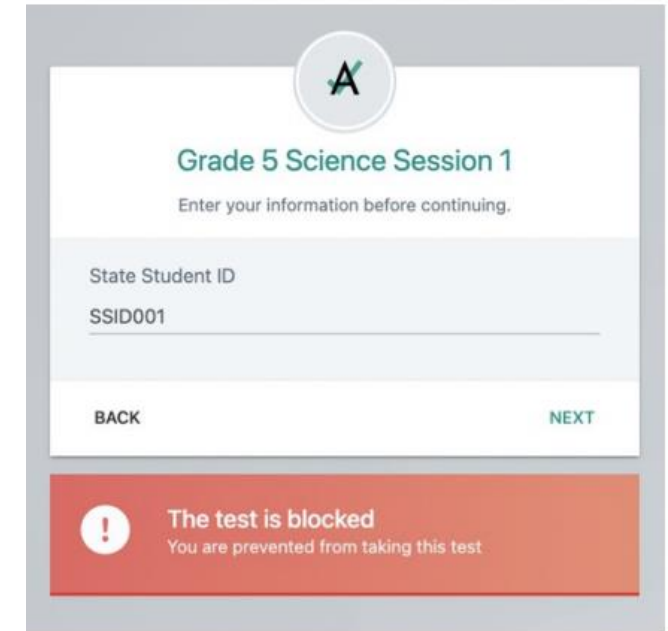 Grade 5 Science Session 1
Enter your information before continuing.
State Student ID
SSID001
BACK
NEXT
The test is blocked
You are prevented from taking this test